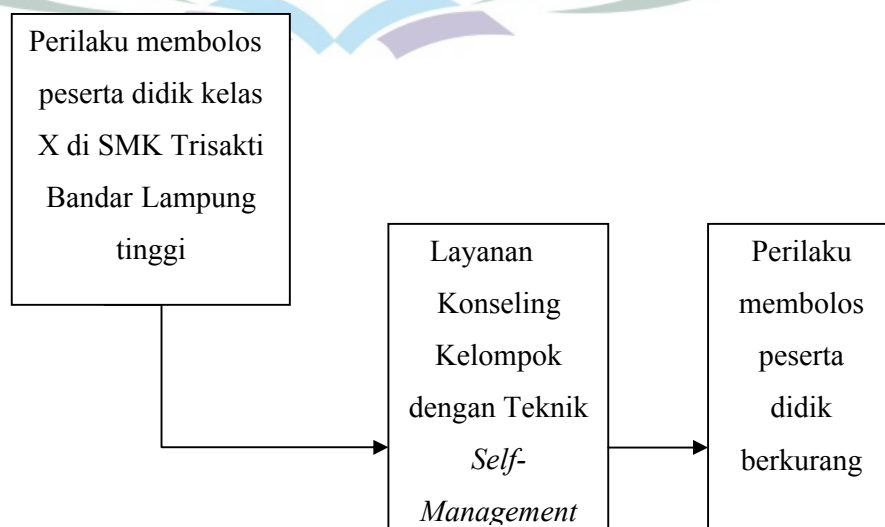 Perilaku membolos
peserta didik kelas
X di SMK Trisakti
Bandar Lampung
tinggi
Layanan
Konseling
Kelompok
dengan Teknik
Self-
Management
Perilaku
membolos
peserta
didik
berkurang